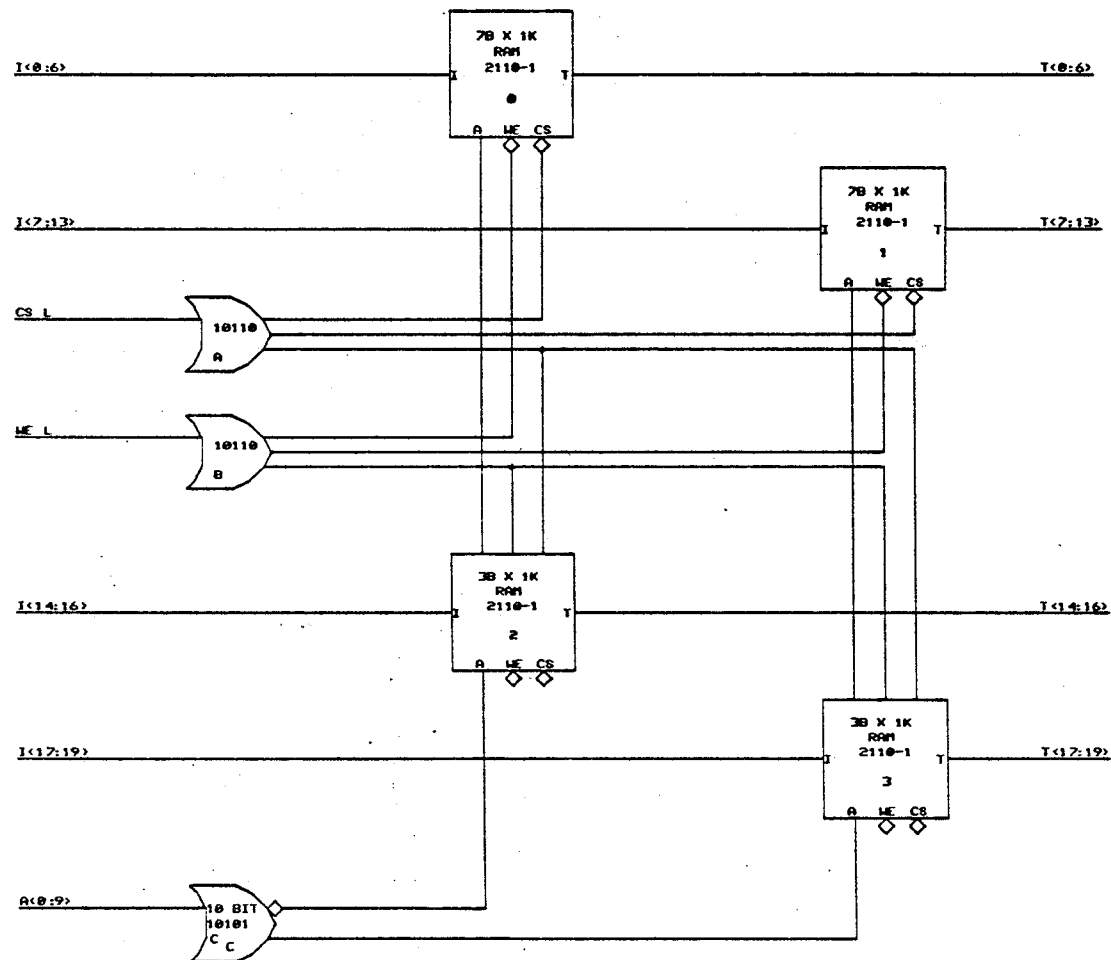 7B X 1K
RAM
2110-1
I<0:6>
I
T
T<0:6>
0
A WE CS
7B X 1K
RAM
2110-1
I<7:13>
I
T
T<7:13>
1
A WE CS
CS L
10110
A
WE L
10110
B
3B X 1K
RAM
2110-1
I<14:16>
I
T
T<14:16>
2
A WE CS
3B X 1K
RAM
2110-1
I<17:19>
I
T
T<17:19>
3
A WE CS
A<0:9>
10 BIT
10101
C C